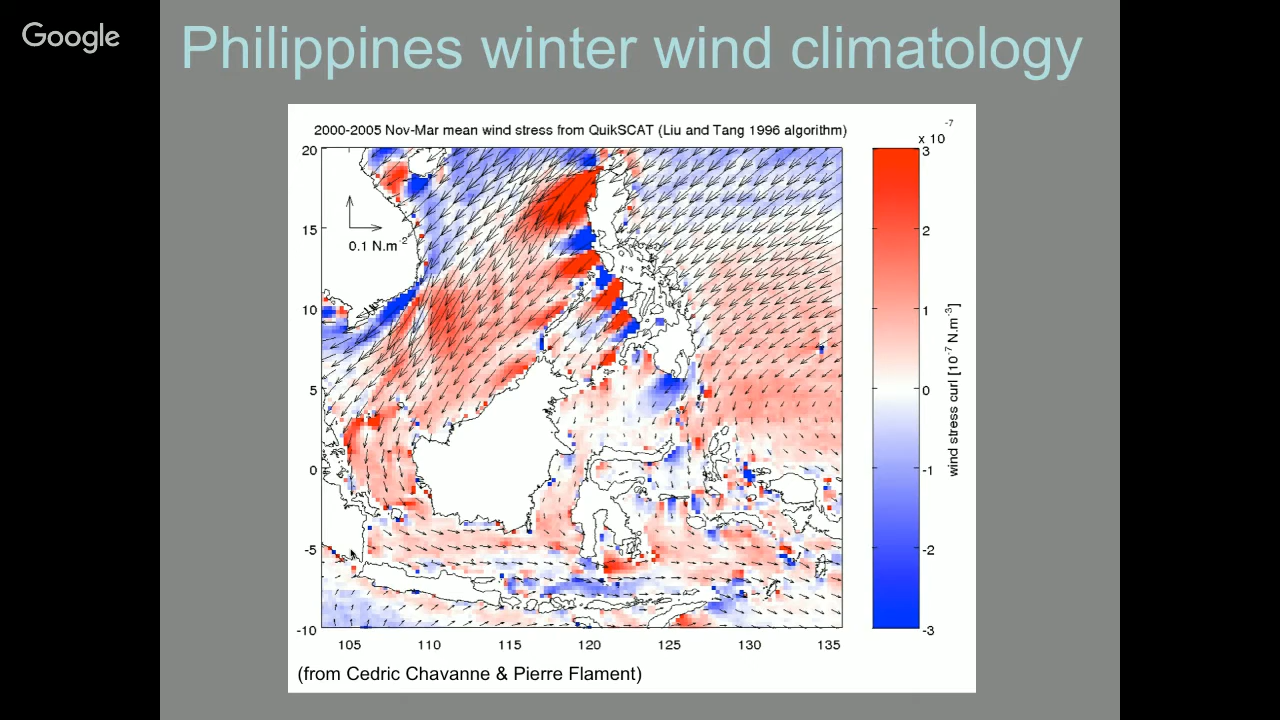 Google
Philippines winter wind climatology
2000-2005 Nov-Mar mean wind stress from QuikSCAT (Liu and Tang 1996 algorithm)
x 10
-7
20
15
10
5
0
-5
-10
0.1 N.m-2
105 110 115 120 125 130 135
3
2
1
0
-1
-2
-3
wind stress curl [10-7 N.m-3]
(from Cedric Chavanne & Pierre Flament)